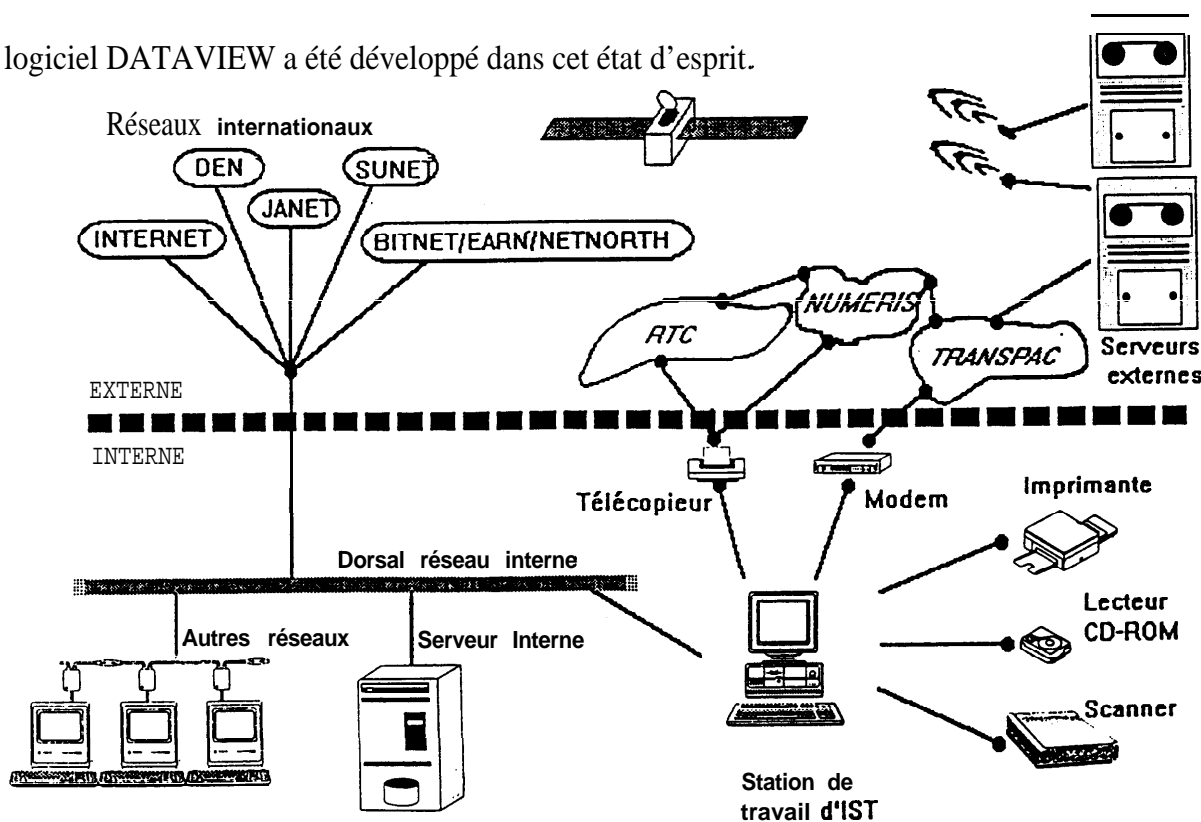 logiciel DATAVIEW a été développé dans cet état d'esprit.
Réseaux internationaux
DEN
SUNET
JANET
INTERNET
BITNET/EARN/NETNORTH
NUMERIS
RTC
TRANSPAC
Serveurs
externes
EXTERNE
INTERNE
Télécopieur
Modem
Imprimante
Dorsal réseau interne
Lecteur
CD-ROM
Autres réseaux
Serveur Interne
Scanner
Station de
travail d'IST